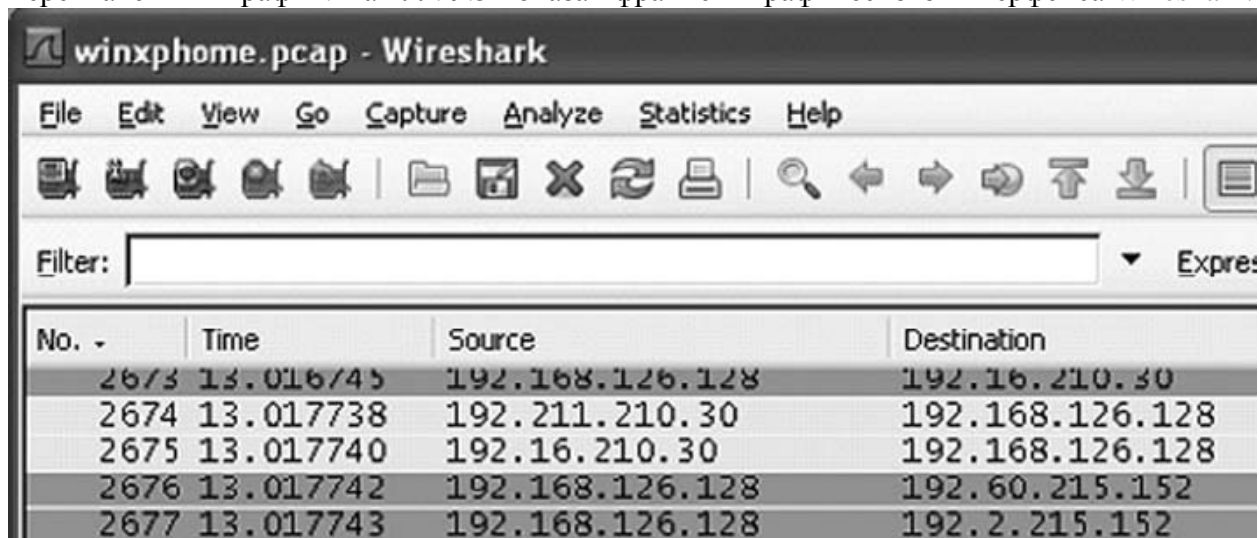 winxphome.pcap - Wireshark
File Edit View Go Capture Analyze Statistics Help
Filter:
No. Time Source Destination
2673 13.016745 192.168.126.128 192.16.210.30
2674 13.017738 192.211.210.30 192.168.126.128
2675 13.017740 192.16.210.30 192.168.126.128
2676 13.017742 192.168.126.128 192.60.215.152
2677 13.017743 192.168.126.128 192.2.215.152